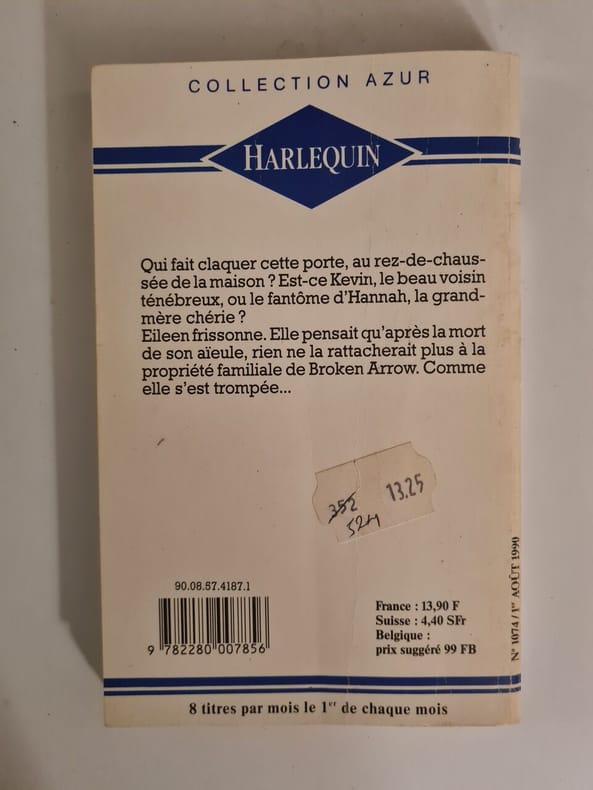 COLLECTION AZUR
HARLEQUIN
Qui fait claquer cette porte, au rez-de-chaus-
sée de la maison ? Est-ce Kevin, le beau voisin
ténébreux, ou le fantôme d'Hannah, la grand-
mère chérie ?
Eileen frissonne. Elle pensait qu'après la mort
de son aïeule, rien ne la rattacherait plus à la
propriété familiale de Broken Arrow. Comme
elle s'est trompée...
352 13.25
90.08.57.4187.1
9 782280 007856
France : 13,90 F
Suisse : 4,40 SFr
Belgique :
prix suggéré 99 FB
N° 1074 / 1er AOÛT 1990
8 titres par mois le 1er de chaque mois